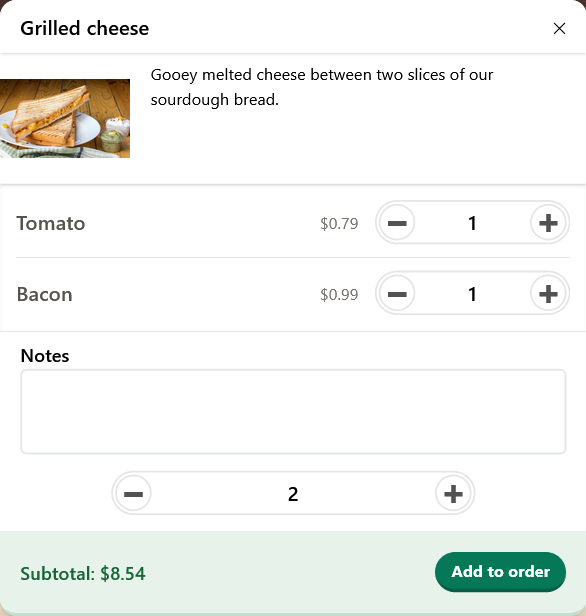 Grilled cheese
Gooey melted cheese between two slices of our
sourdough bread.
Tomato $0.79 1
Bacon $0.99 1
Notes
2
Subtotal: $8.54 Add to order